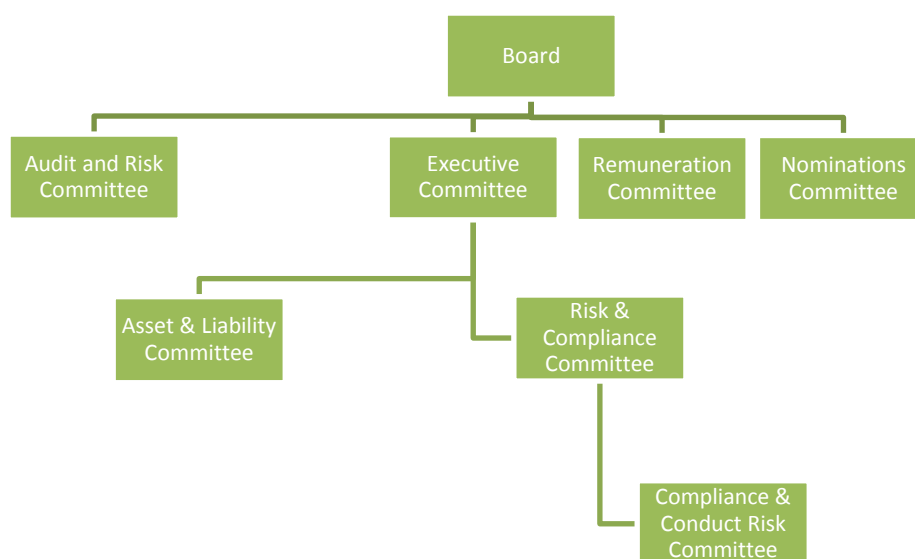 Board
Audit and Risk
Committee
Executive
Committee
Remuneration
Committee
Nominations
Committee
Asset & Liability
Committee
Risk &
Compliance
Committee
Compliance &
Conduct Risk
Committee